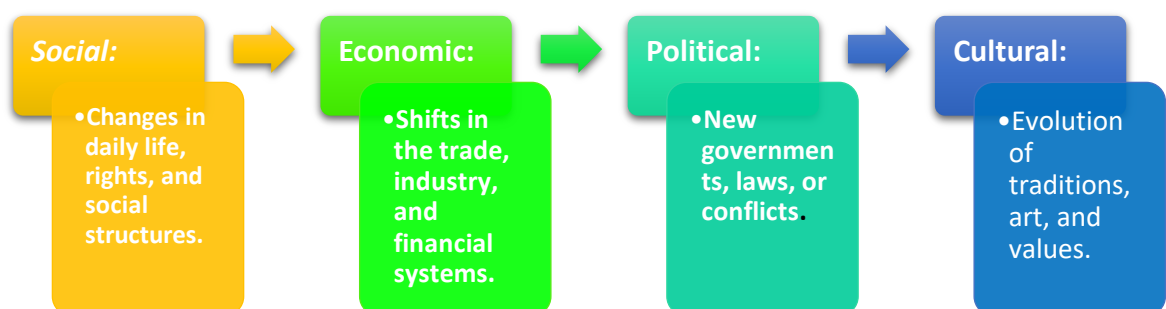 Social:
•Changes in
daily life,
rights, and
social
structures.
Economic:
•Shifts in
the trade,
industry,
and
financial
systems.
Political:
•New
governmen
ts, laws, or
conflicts.
Cultural:
•Evolution
of
traditions,
art, and
values.